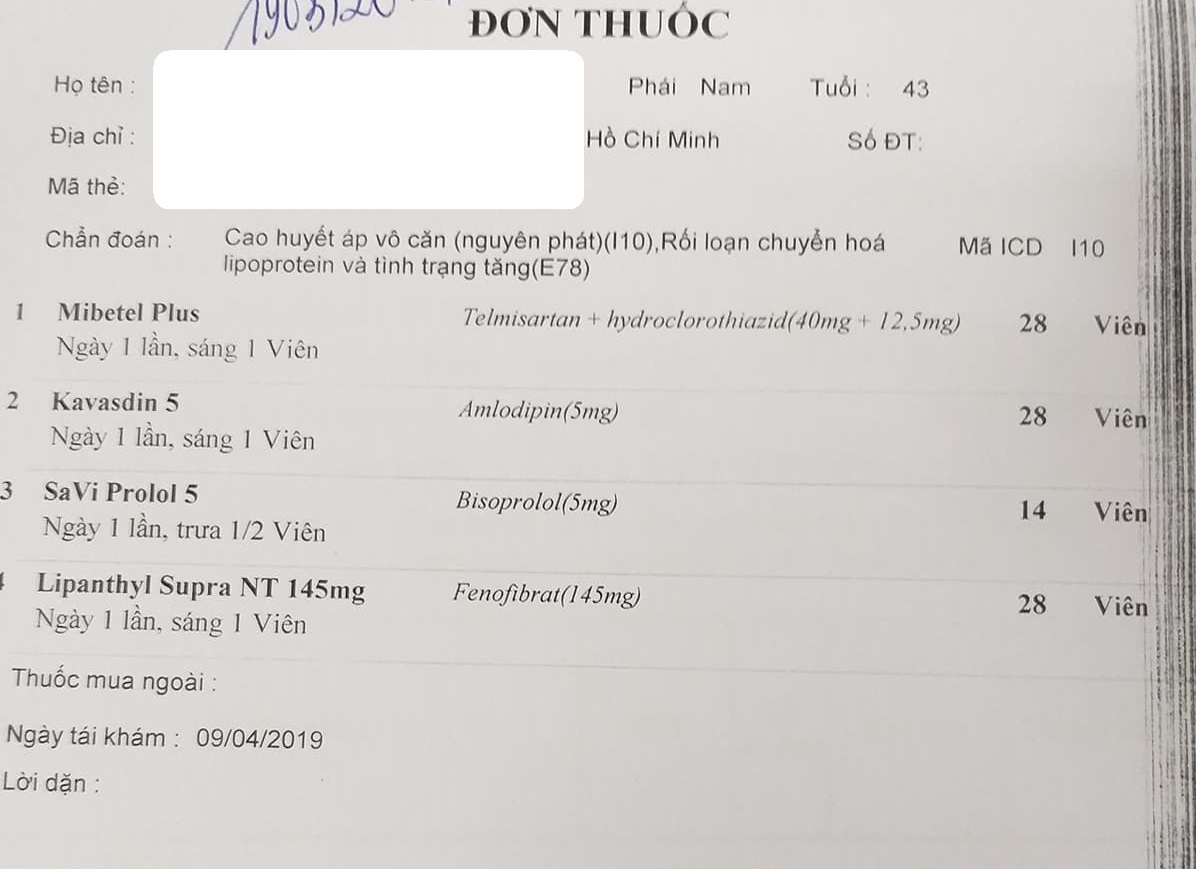 ĐƠN THUỐC
Họ tên : Phái Nam Tuổi : 43
Địa chỉ : Hồ Chí Minh Số ĐT:
Mã thẻ:
Chẩn đoán : Cao huyết áp vô căn (nguyên phát)(I10),Rối loạn chuyển hoá Mã ICD I10
lipoprotein và tình trạng tăng(E78)
1 Mibetel Plus Telmisartan + hydroclorothiazid(40mg + 12,5mg) 28 Viên
Ngày 1 lần, sáng 1 Viên
2 Kavasdin 5 Amlodipin(5mg) 28 Viên
Ngày 1 lần, sáng 1 Viên
3 SaVi Prolol 5 Bisoprolol(5mg) 14 Viên
Ngày 1 lần, trưa 1/2 Viên
Lipanthyl Supra NT 145mg Fenofibrat(145mg) 28 Viên
Ngày 1 lần, sáng 1 Viên
Thuốc mua ngoài :
Ngày tái khám : 09/04/2019
Lời dặn :